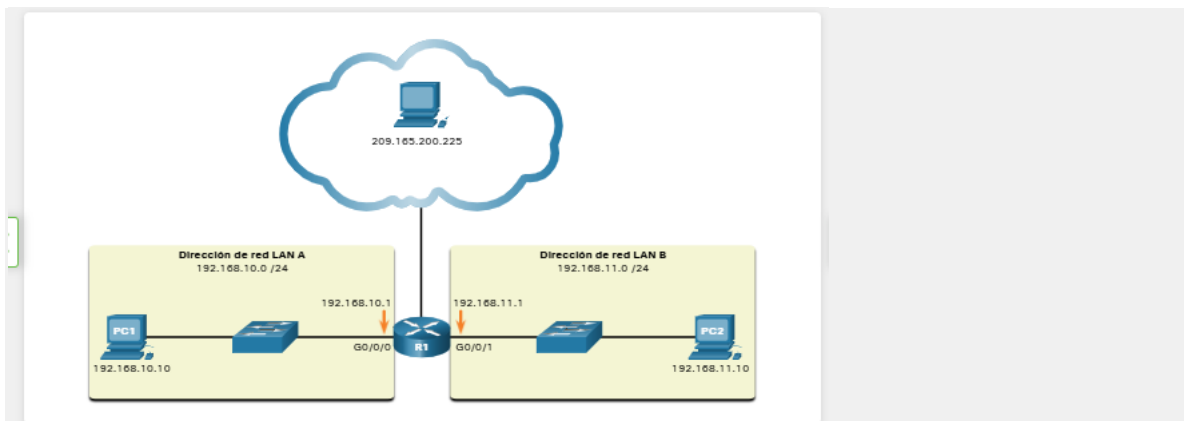 209.165.200.225
Dirección de red LAN A
192.168.10.0 /24
Dirección de red LAN B
192.168.11.0 /24
192.168.10.1
192.168.11.1
PC1
G0/0/0
R1
G0/0/1
PC2
192.168.10.10
192.168.11.10